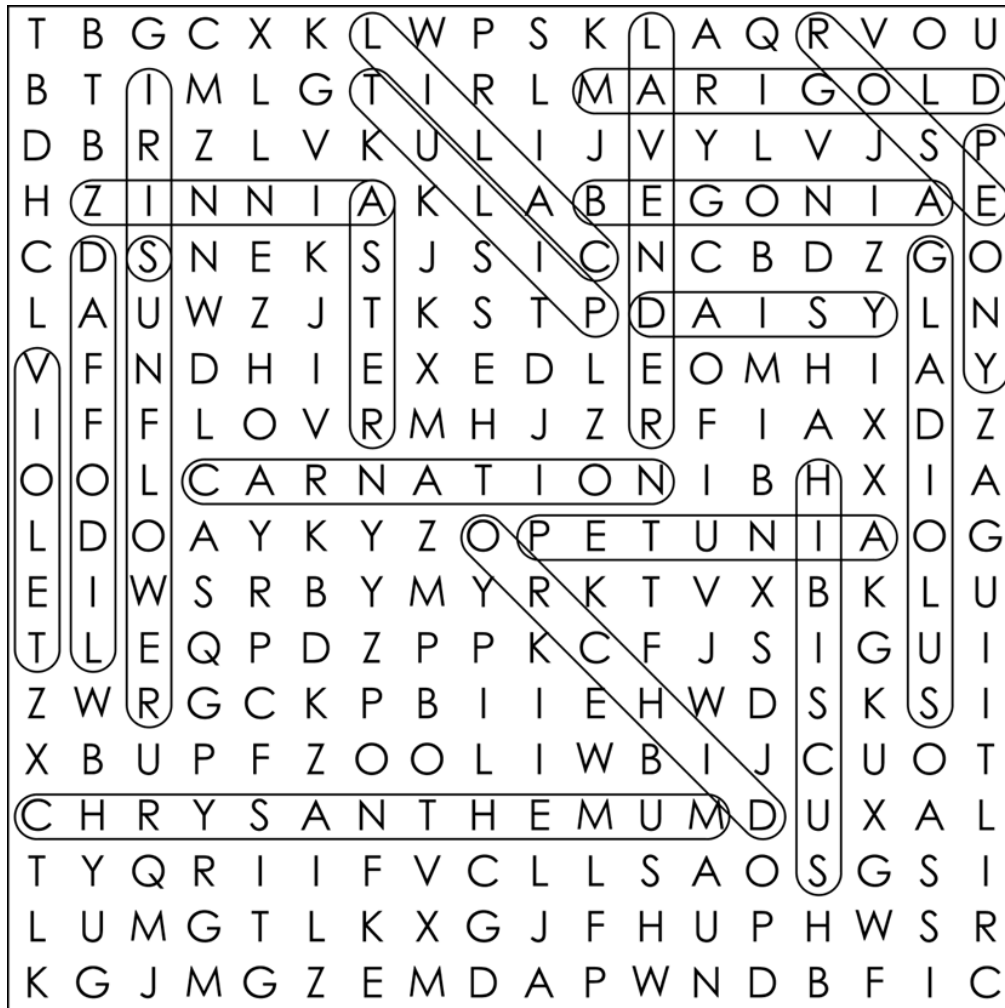 T B G C X K L W P S K L A Q R V O U
B T I M L G T I R L M A R I G O L D
D B R Z L V K U L I J V Y L V J S P
H Z I N N I A K L A B E G O N I A E
C D S N E K S J S I C N C B D Z G O
L A U W Z J T K S T P D A I S Y L N
V F N D H I E X E D L E O M H I A Y
I F F L O V R M H J Z R F I A X D Z
O O L C A R N A T I O N I B H X I A
L D O A Y K Y Z O P E T U N I A O G
E I W S R B Y M Y R K T V X B K L U
T L E Q P D Z P P K C F J S I G U I
Z W R G C K P B I I E H W D S K S I
X B U P F Z O O L I W B I J C U O T
C H R Y S A N T H E M U M D U X A L
T Y Q R I I F V C L L S A O S G S I
L U M G T L K X G J F H U P H W S R
K G J M G Z E M D A P W N D B F I C